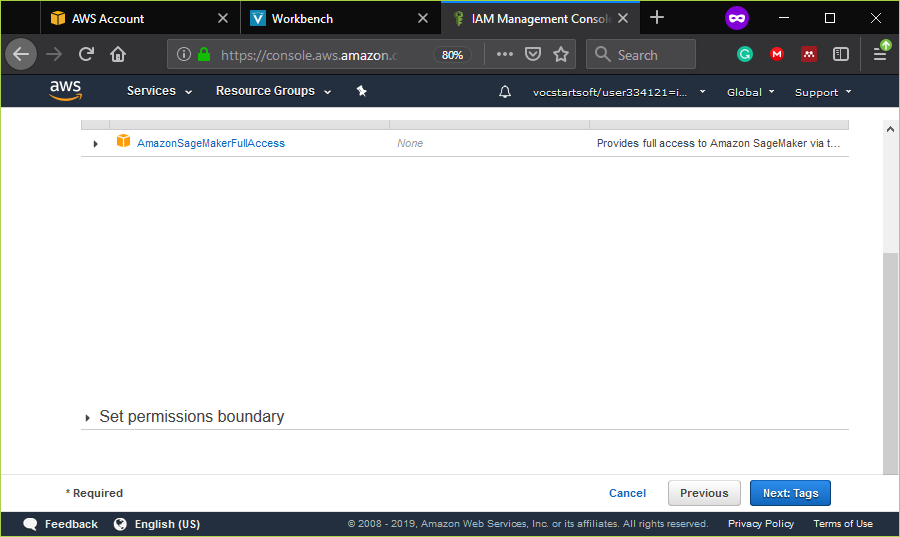 AWS Account
Workbench
IAM Management Consol
https://console.aws.amazon.c
80%
Search
aws
Services
Resource Groups
vocstartsoft/user334121=i...
Global
Support
AmazonSageMakerFullAccess
None
Provides full access to Amazon SageMaker via t...
Set permissions boundary
* Required
Cancel
Previous
Next: Tags
Feedback
English (US)
© 2008 - 2019, Amazon Web Services, Inc. or its affiliates. All rights reserved.
Privacy Policy
Terms of Use